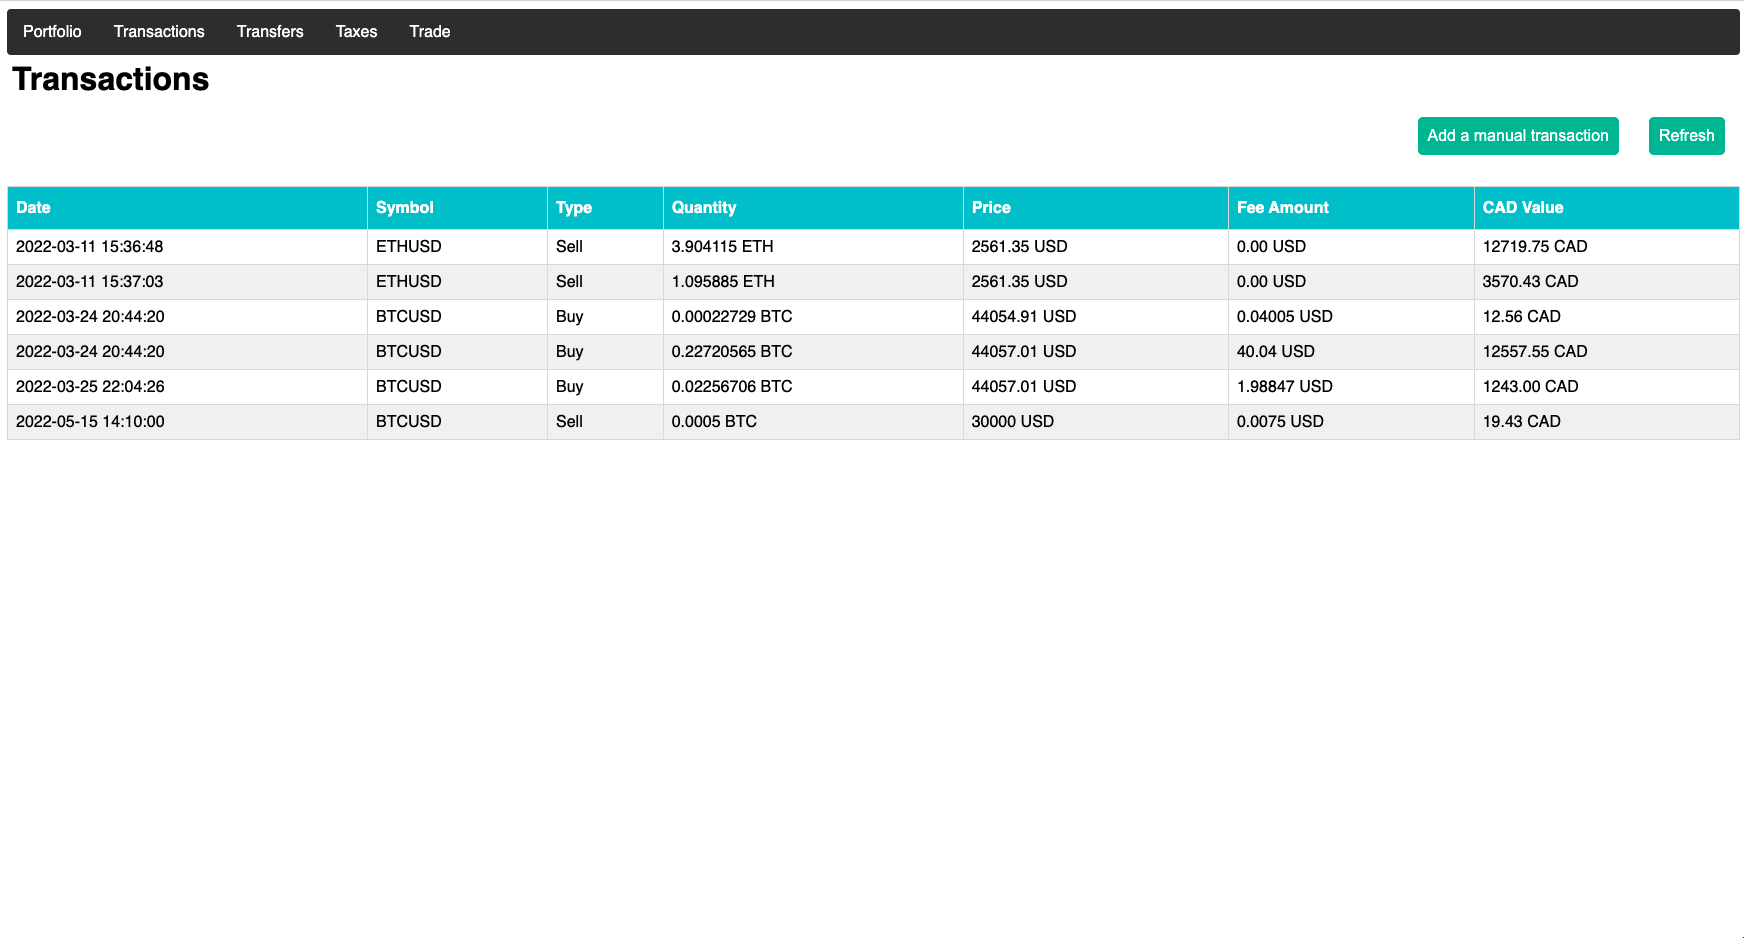 Portfolio Transactions Transfers Taxes Trade
Transactions
Add a manual transaction Refresh
Date Symbol Type Quantity Price Fee Amount CAD Value
2022-03-11 15:36:48 ETHUSD Sell 3.904115 ETH 2561.35 USD 0.00 USD 12719.75 CAD
2022-03-11 15:37:03 ETHUSD Sell 1.095885 ETH 2561.35 USD 0.00 USD 3570.43 CAD
2022-03-24 20:44:20 BTCUSD Buy 0.00022729 BTC 44054.91 USD 0.04005 USD 12.56 CAD
2022-03-24 20:44:20 BTCUSD Buy 0.22720565 BTC 44057.01 USD 40.04 USD 12557.55 CAD
2022-03-25 22:04:26 BTCUSD Buy 0.02256706 BTC 44057.01 USD 1.98847 USD 1243.00 CAD
2022-05-15 14:10:00 BTCUSD Sell 0.0005 BTC 30000 USD 0.0075 USD 19.43 CAD